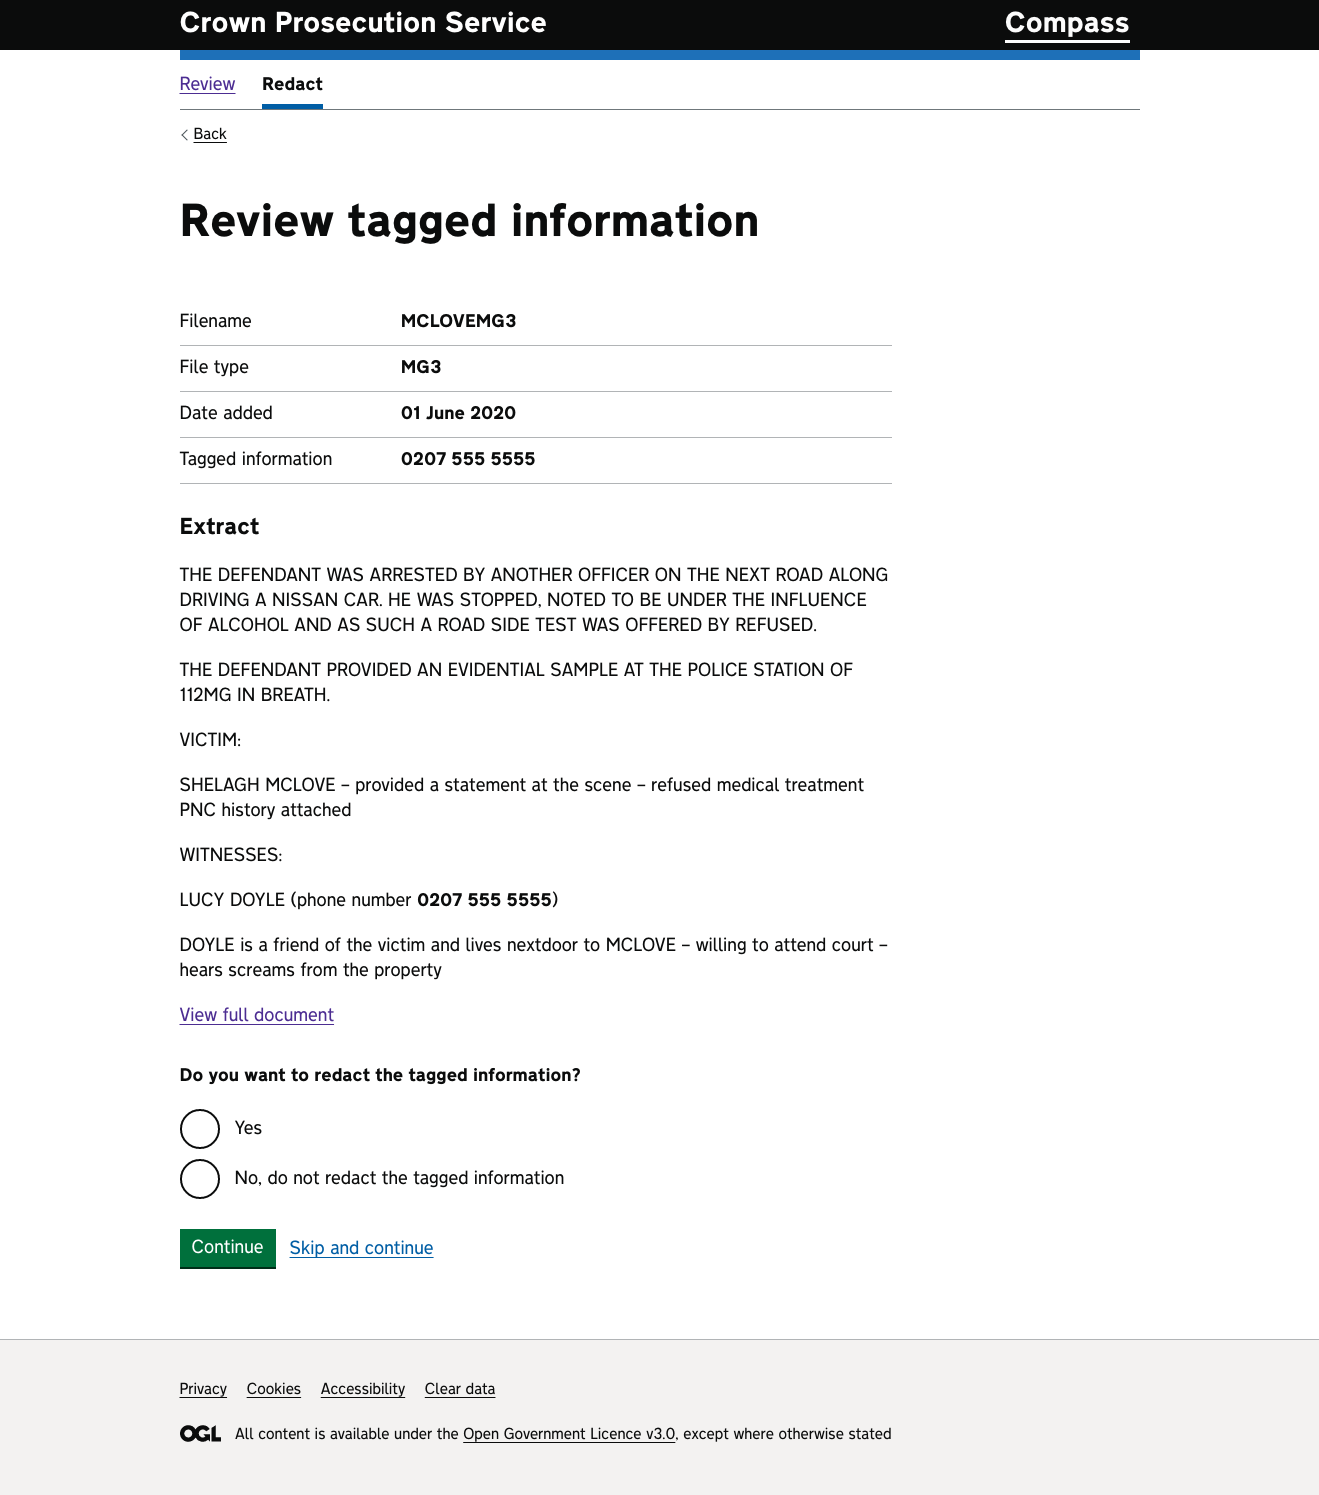 Crown Prosecution Service
Compass
Review
Redact
Back
Review tagged information
Filename MCLOVEMG3
File type MG3
Date added 01 June 2020
Tagged information 0207 555 5555
Extract
THE DEFENDANT WAS ARRESTED BY ANOTHER OFFICER ON THE NEXT ROAD ALONG
DRIVING A NISSAN CAR. HE WAS STOPPED, NOTED TO BE UNDER THE INFLUENCE
OF ALCOHOL AND AS SUCH A ROAD SIDE TEST WAS OFFERED BY REFUSED.
THE DEFENDANT PROVIDED AN EVIDENTIAL SAMPLE AT THE POLICE STATION OF
112MG IN BREATH.
VICTIM:
SHELAGH MCLOVE – provided a statement at the scene – refused medical treatment
PNC history attached
WITNESSES:
LUCY DOYLE (phone number 0207 555 5555)
DOYLE is a friend of the victim and lives nextdoor to MCLOVE – willing to attend court –
hears screams from the property
View full document
Do you want to redact the tagged information?
Yes
No, do not redact the tagged information
Continue
Skip and continue
Privacy Cookies Accessibility Clear data
OGL All content is available under the Open Government Licence v3.0, except where otherwise stated